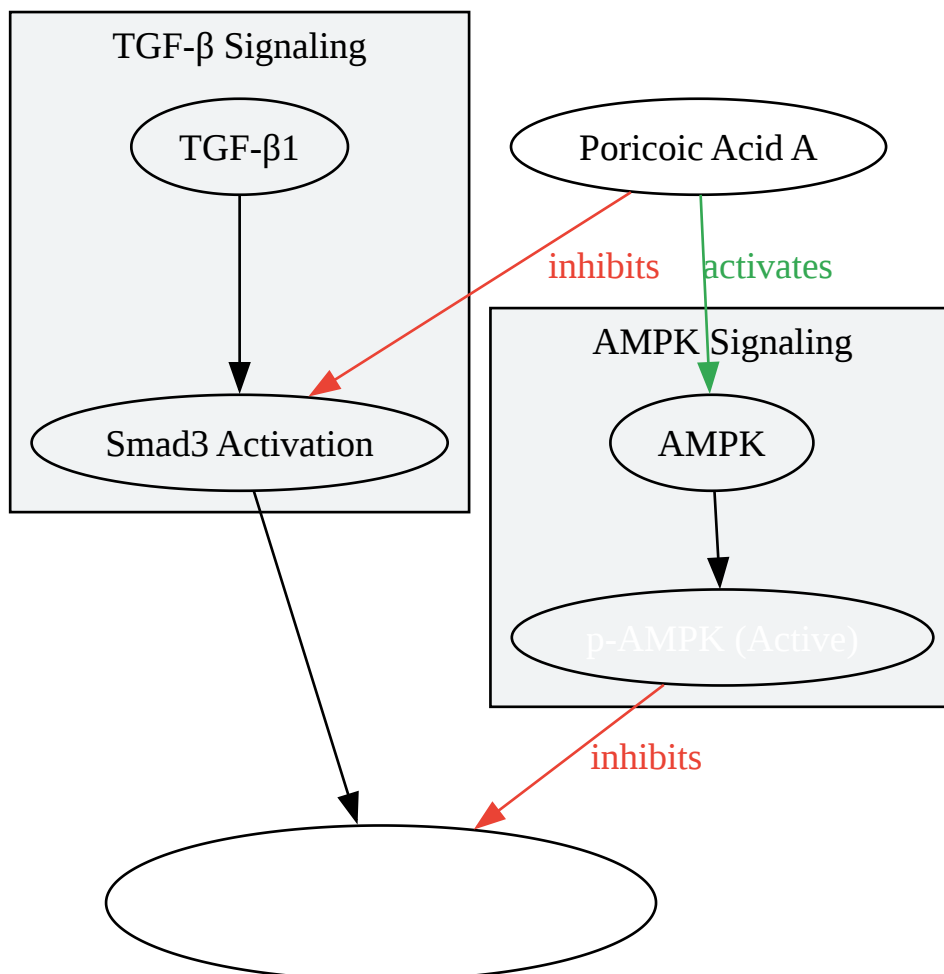 TGF-β Signaling
TGF-β1
Poricoic Acid A
inhibits
activates
AMPK Signaling
Smad3 Activation
AMPK
p-AMPK (Active)
inhibits